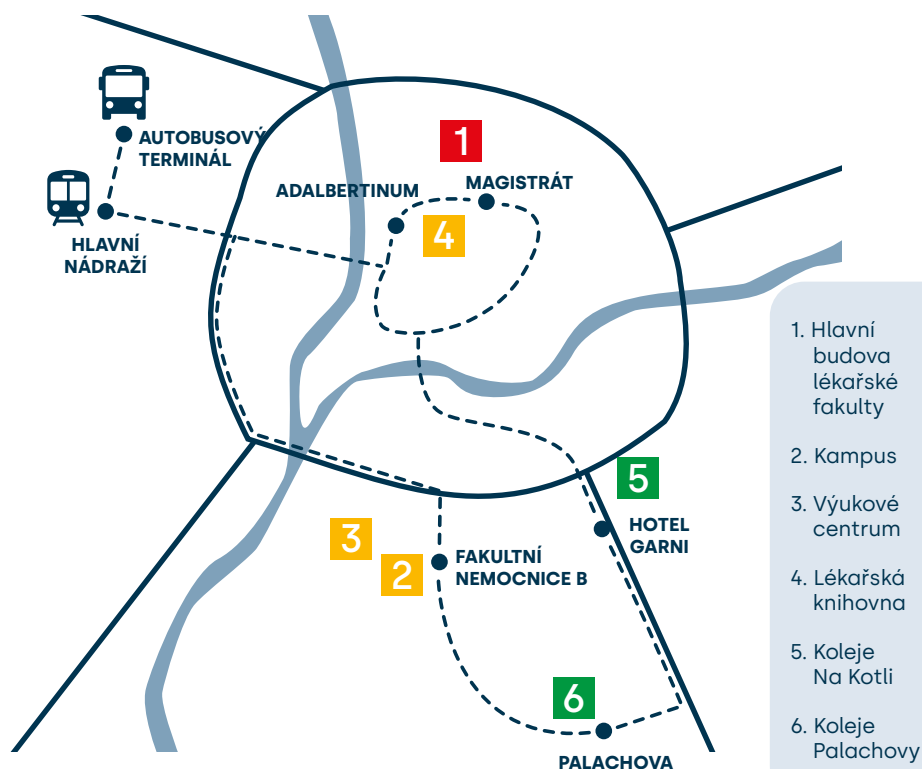 AUTOBUSOVÝ
TERMINÁL
HLAVNÍ
NÁDRAŽÍ
1
ADALBERTINUM
MAGISTRÁT
4
5
HOTEL
GARNI
3
2
FAKULTNÍ
NEMOCNICE B
6
PALACHOVA
1. Hlavní
budova
lékařské
fakulty
2. Kampus
3. Výukové
centrum
4. Lékařská
knihovna
5. Koleje
Na Kotli
6. Koleje
Palachovy